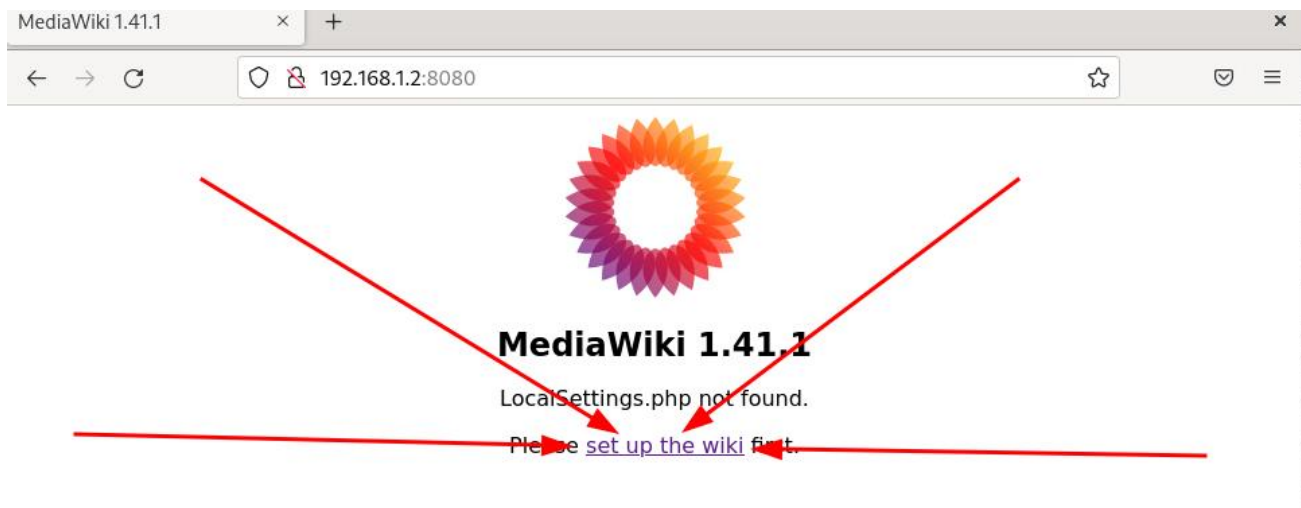 MediaWiki 1.41.1
192.168.1.2:8080
MediaWiki 1.41.1
LocalSettings.php not found.
Please set up the wiki first.